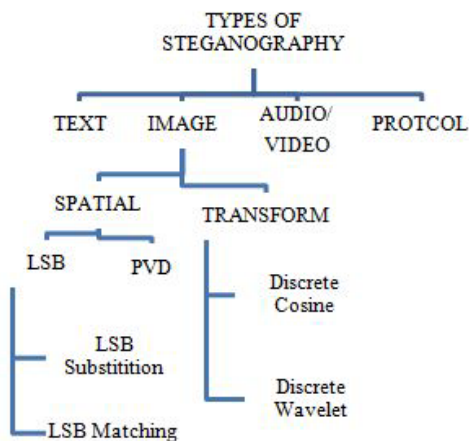 TYPES OF
STEGANOGRAPHY
TEXT
IMAGE
AUDIO/
VIDEO
PROTCOL
SPATIAL
TRANSFORM
LSB
PVD
Discrete
Cosine
LSB
Substitition
Discrete
Wavelet
LSB Matching